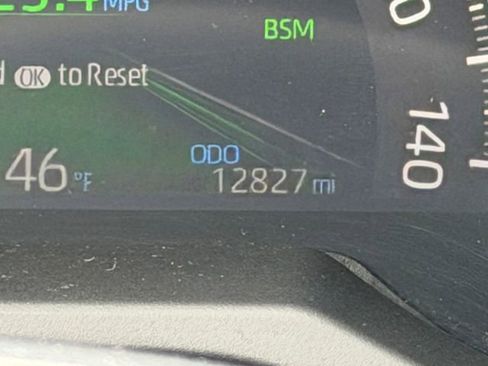 MPG
BSM
OK to Reset
46 °F
ODO
12827 mi
140